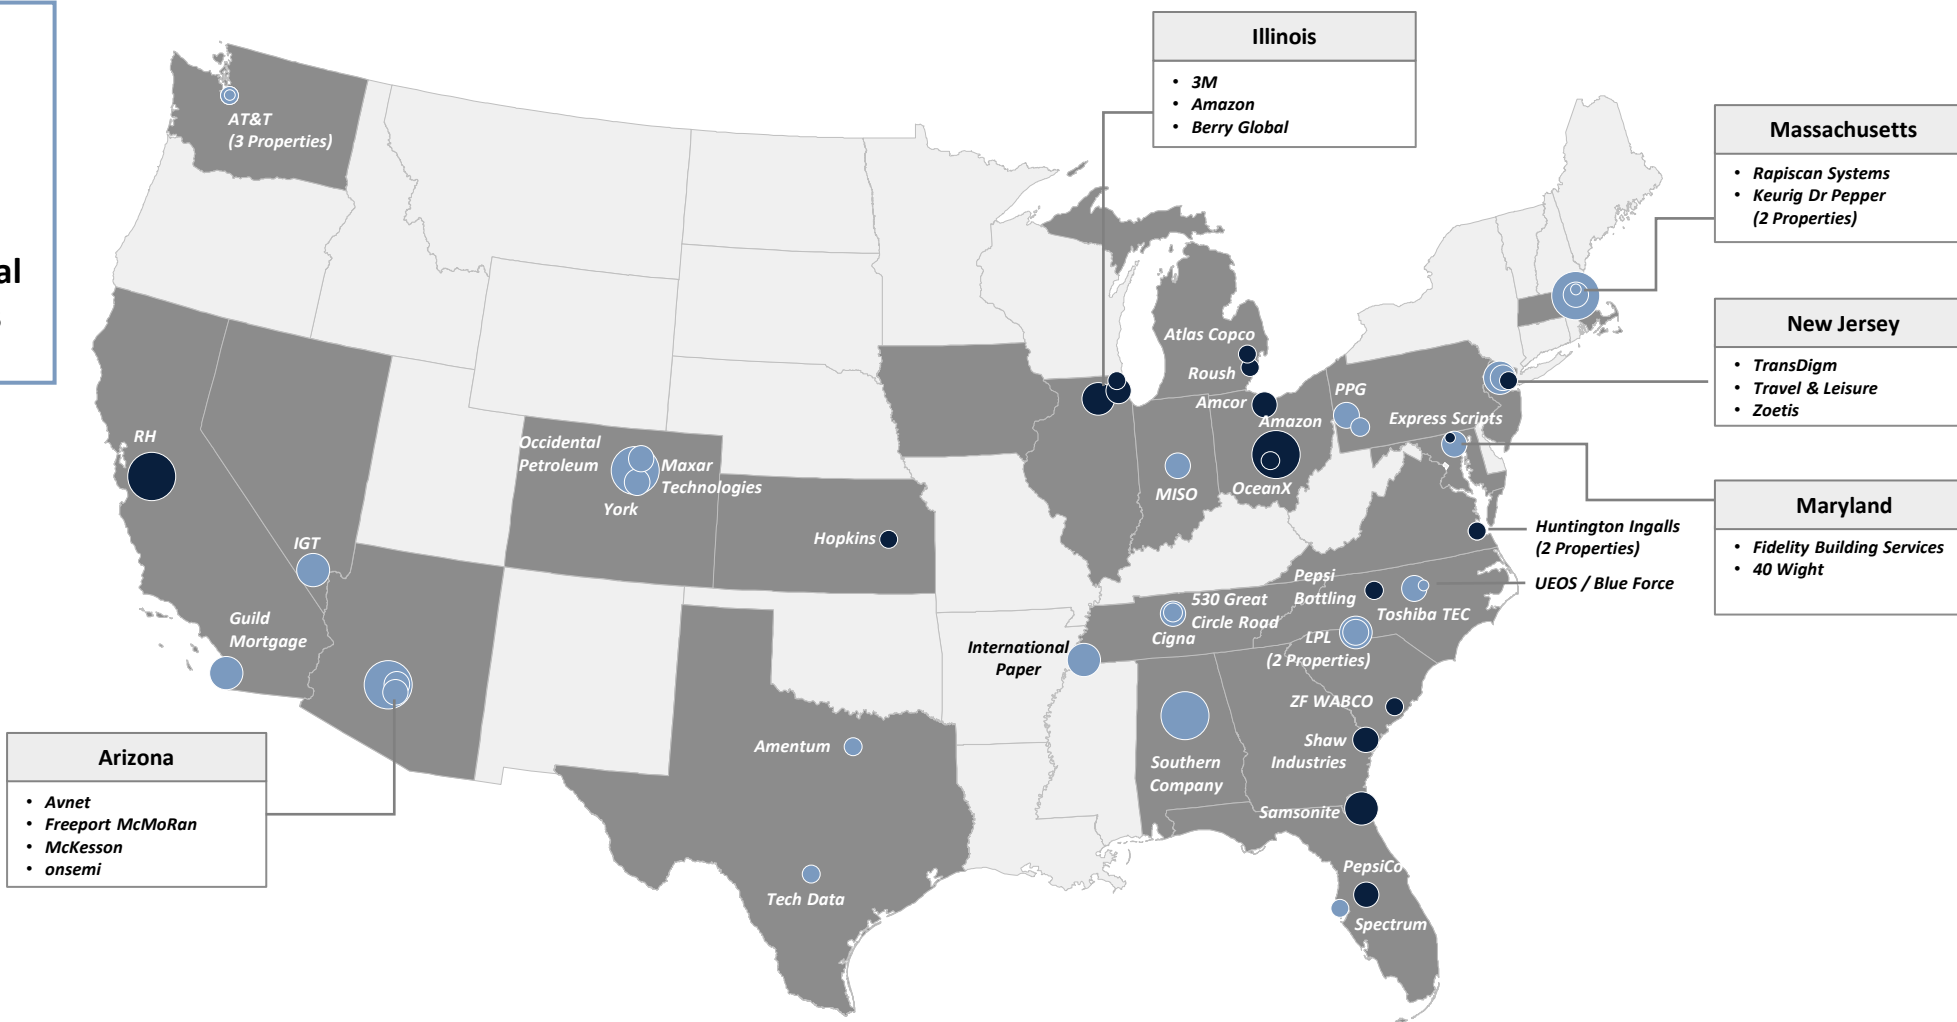 al
AT&T
(3 Properties)
RH
IGT
Guild
Mortgage
Arizona
• Avnet
• Freeport McMoRan
• McKesson
• onsemi
Occidental
Petroleum
Maxar
Technologies
York
Hopkins
Amentum
Tech Data
Illinois
• 3M
• Amazon
• Berry Global
Atlas Copco
Roush
Amcor
Amazon
OceanX
MISO
PPG
Express Scripts
Massachusetts
• Rapiscan Systems
• Keurig Dr Pepper
(2 Properties)
New Jersey
• TransDigm
• Travel & Leisure
• Zoetis
Maryland
• Fidelity Building Services
• 40 Wight
Huntington Ingalls
(2 Properties)
UEOS / Blue Force
Pepsi
Bottling
Toshiba TEC
530 Great
Circle Road
Cigna
LPL
(2 Properties)
International
Paper
ZF WABCO
Shaw
Industries
Southern
Company
Samsonite
PepsiCo
Spectrum